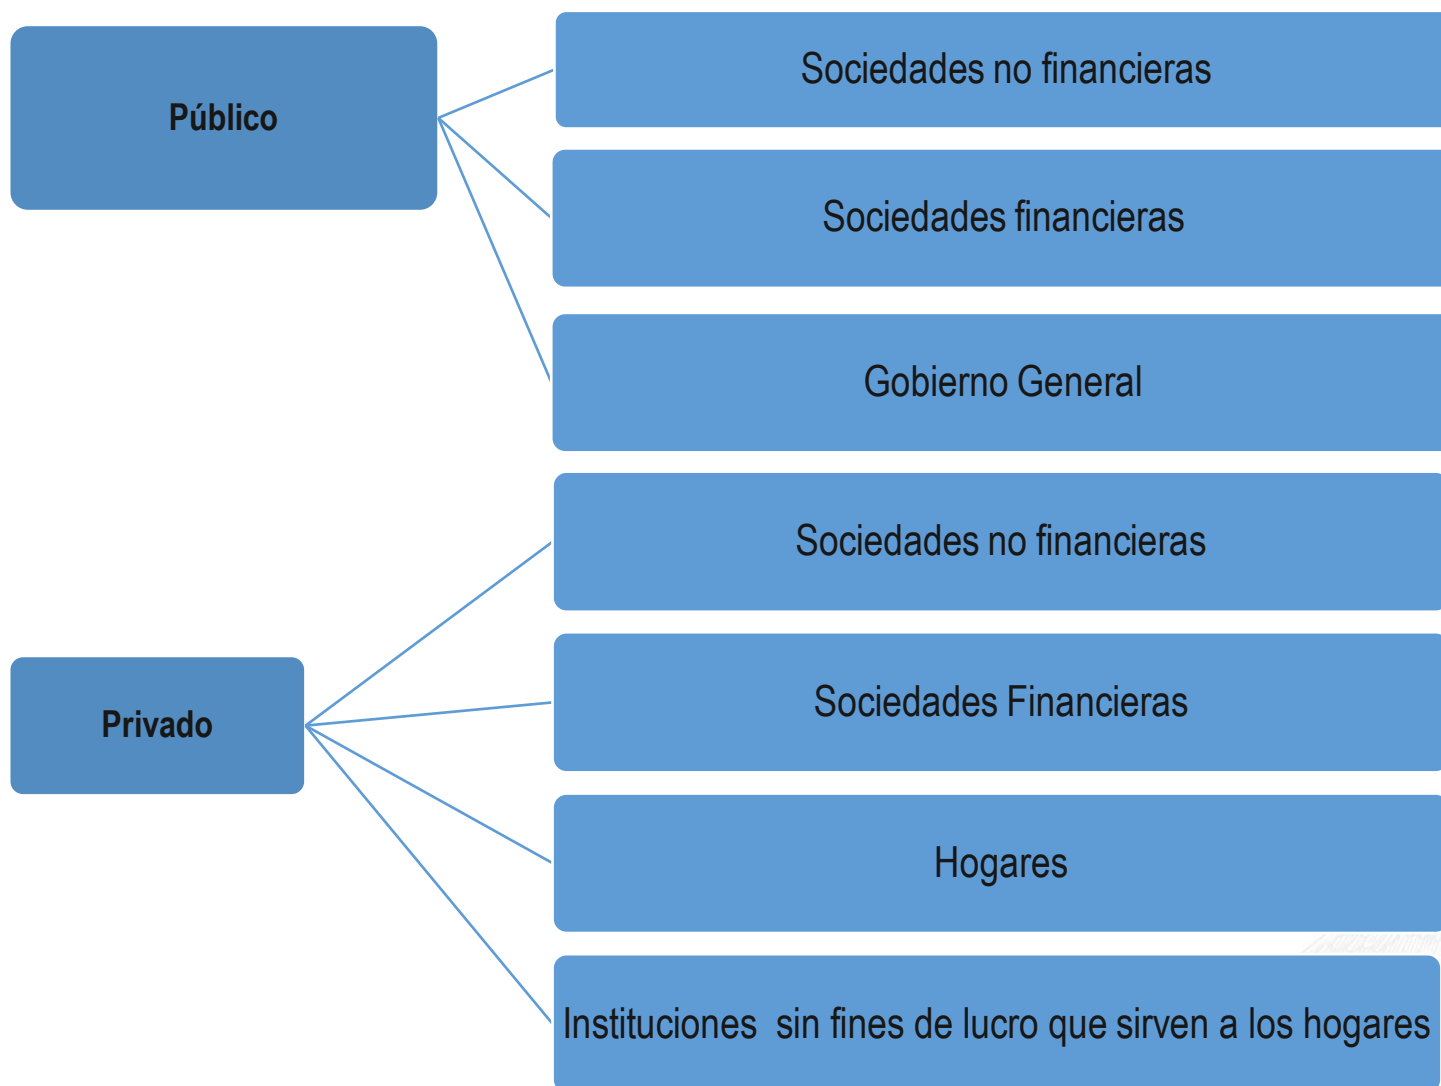 Público
Sociedades no financieras
Sociedades financieras
Gobierno General
Privado
Sociedades no financieras
Sociedades Financieras
Hogares
Instituciones  sin fines de lucro que sirven a los hogares